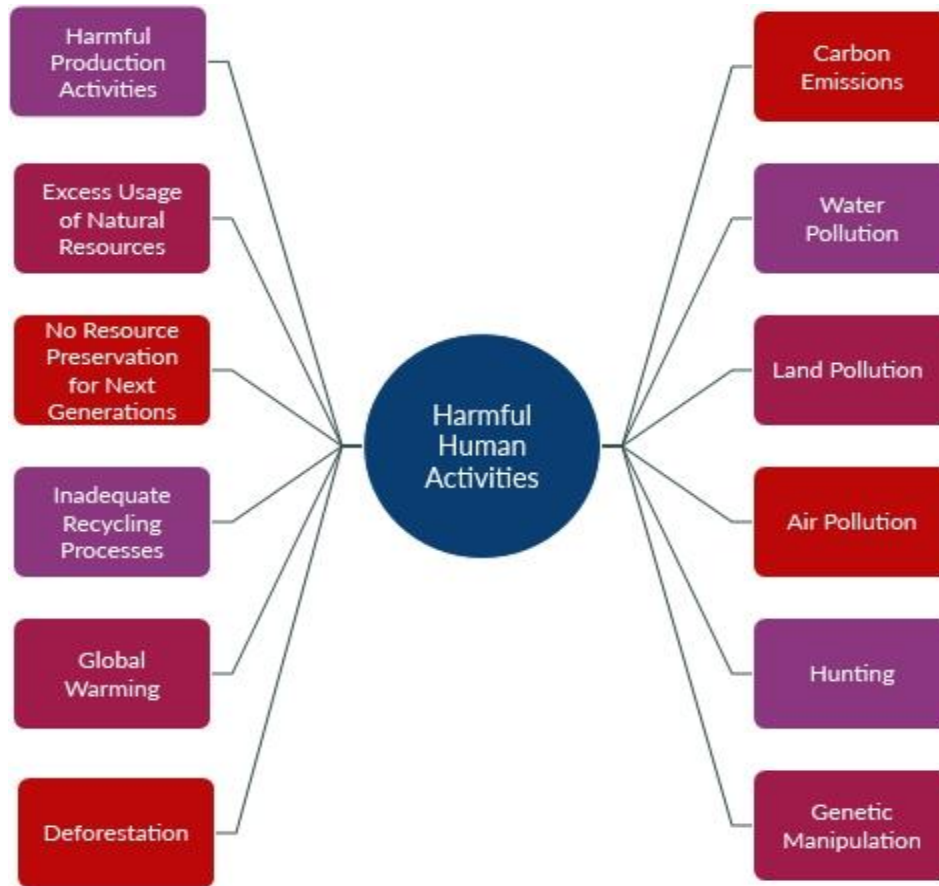 Harmful
Production
Activities
Excess Usage
of Natural
Resources
No Resource
Preservation
for Next
Generations
Inadequate
Recycling
Processes
Global
Warming
Deforestation
Harmful
Human
Activities
Carbon
Emissions
Water
Pollution
Land Pollution
Air Pollution
Hunting
Genetic
Manipulation